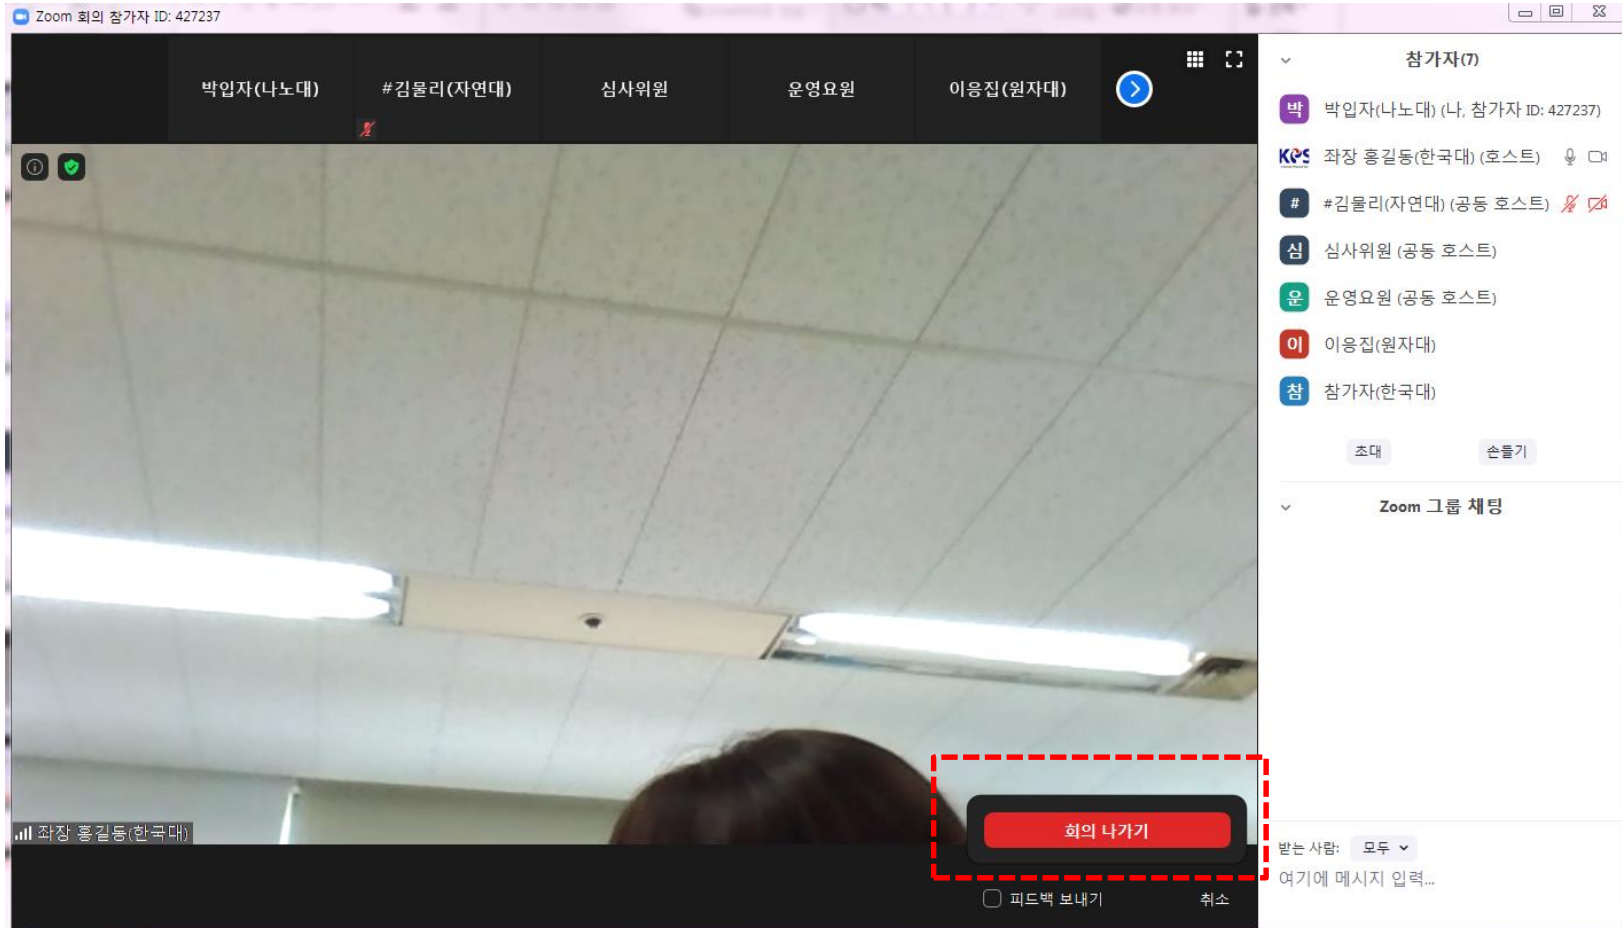 Zoom 회의 참가자 ID: 427237
박입자(나노대)
#김물리(자연대)
심사위원
운영요원
이응집(원자대)
좌장 홍길동(한국대)
회의 나가기
피드백 보내기
취소
참가자(7)
박 박입자(나노대) (나, 참가자 ID: 427237)
KPS 좌장 홍길동(한국대) (호스트)
# #김물리(자연대) (공동 호스트)
심 심사위원 (공동 호스트)
운 운영요원 (공동 호스트)
이 이응집(원자대)
참 참가자(한국대)
초대 손들기
Zoom 그룹 채팅
받는 사람: 모두
여기에 메시지 입력...